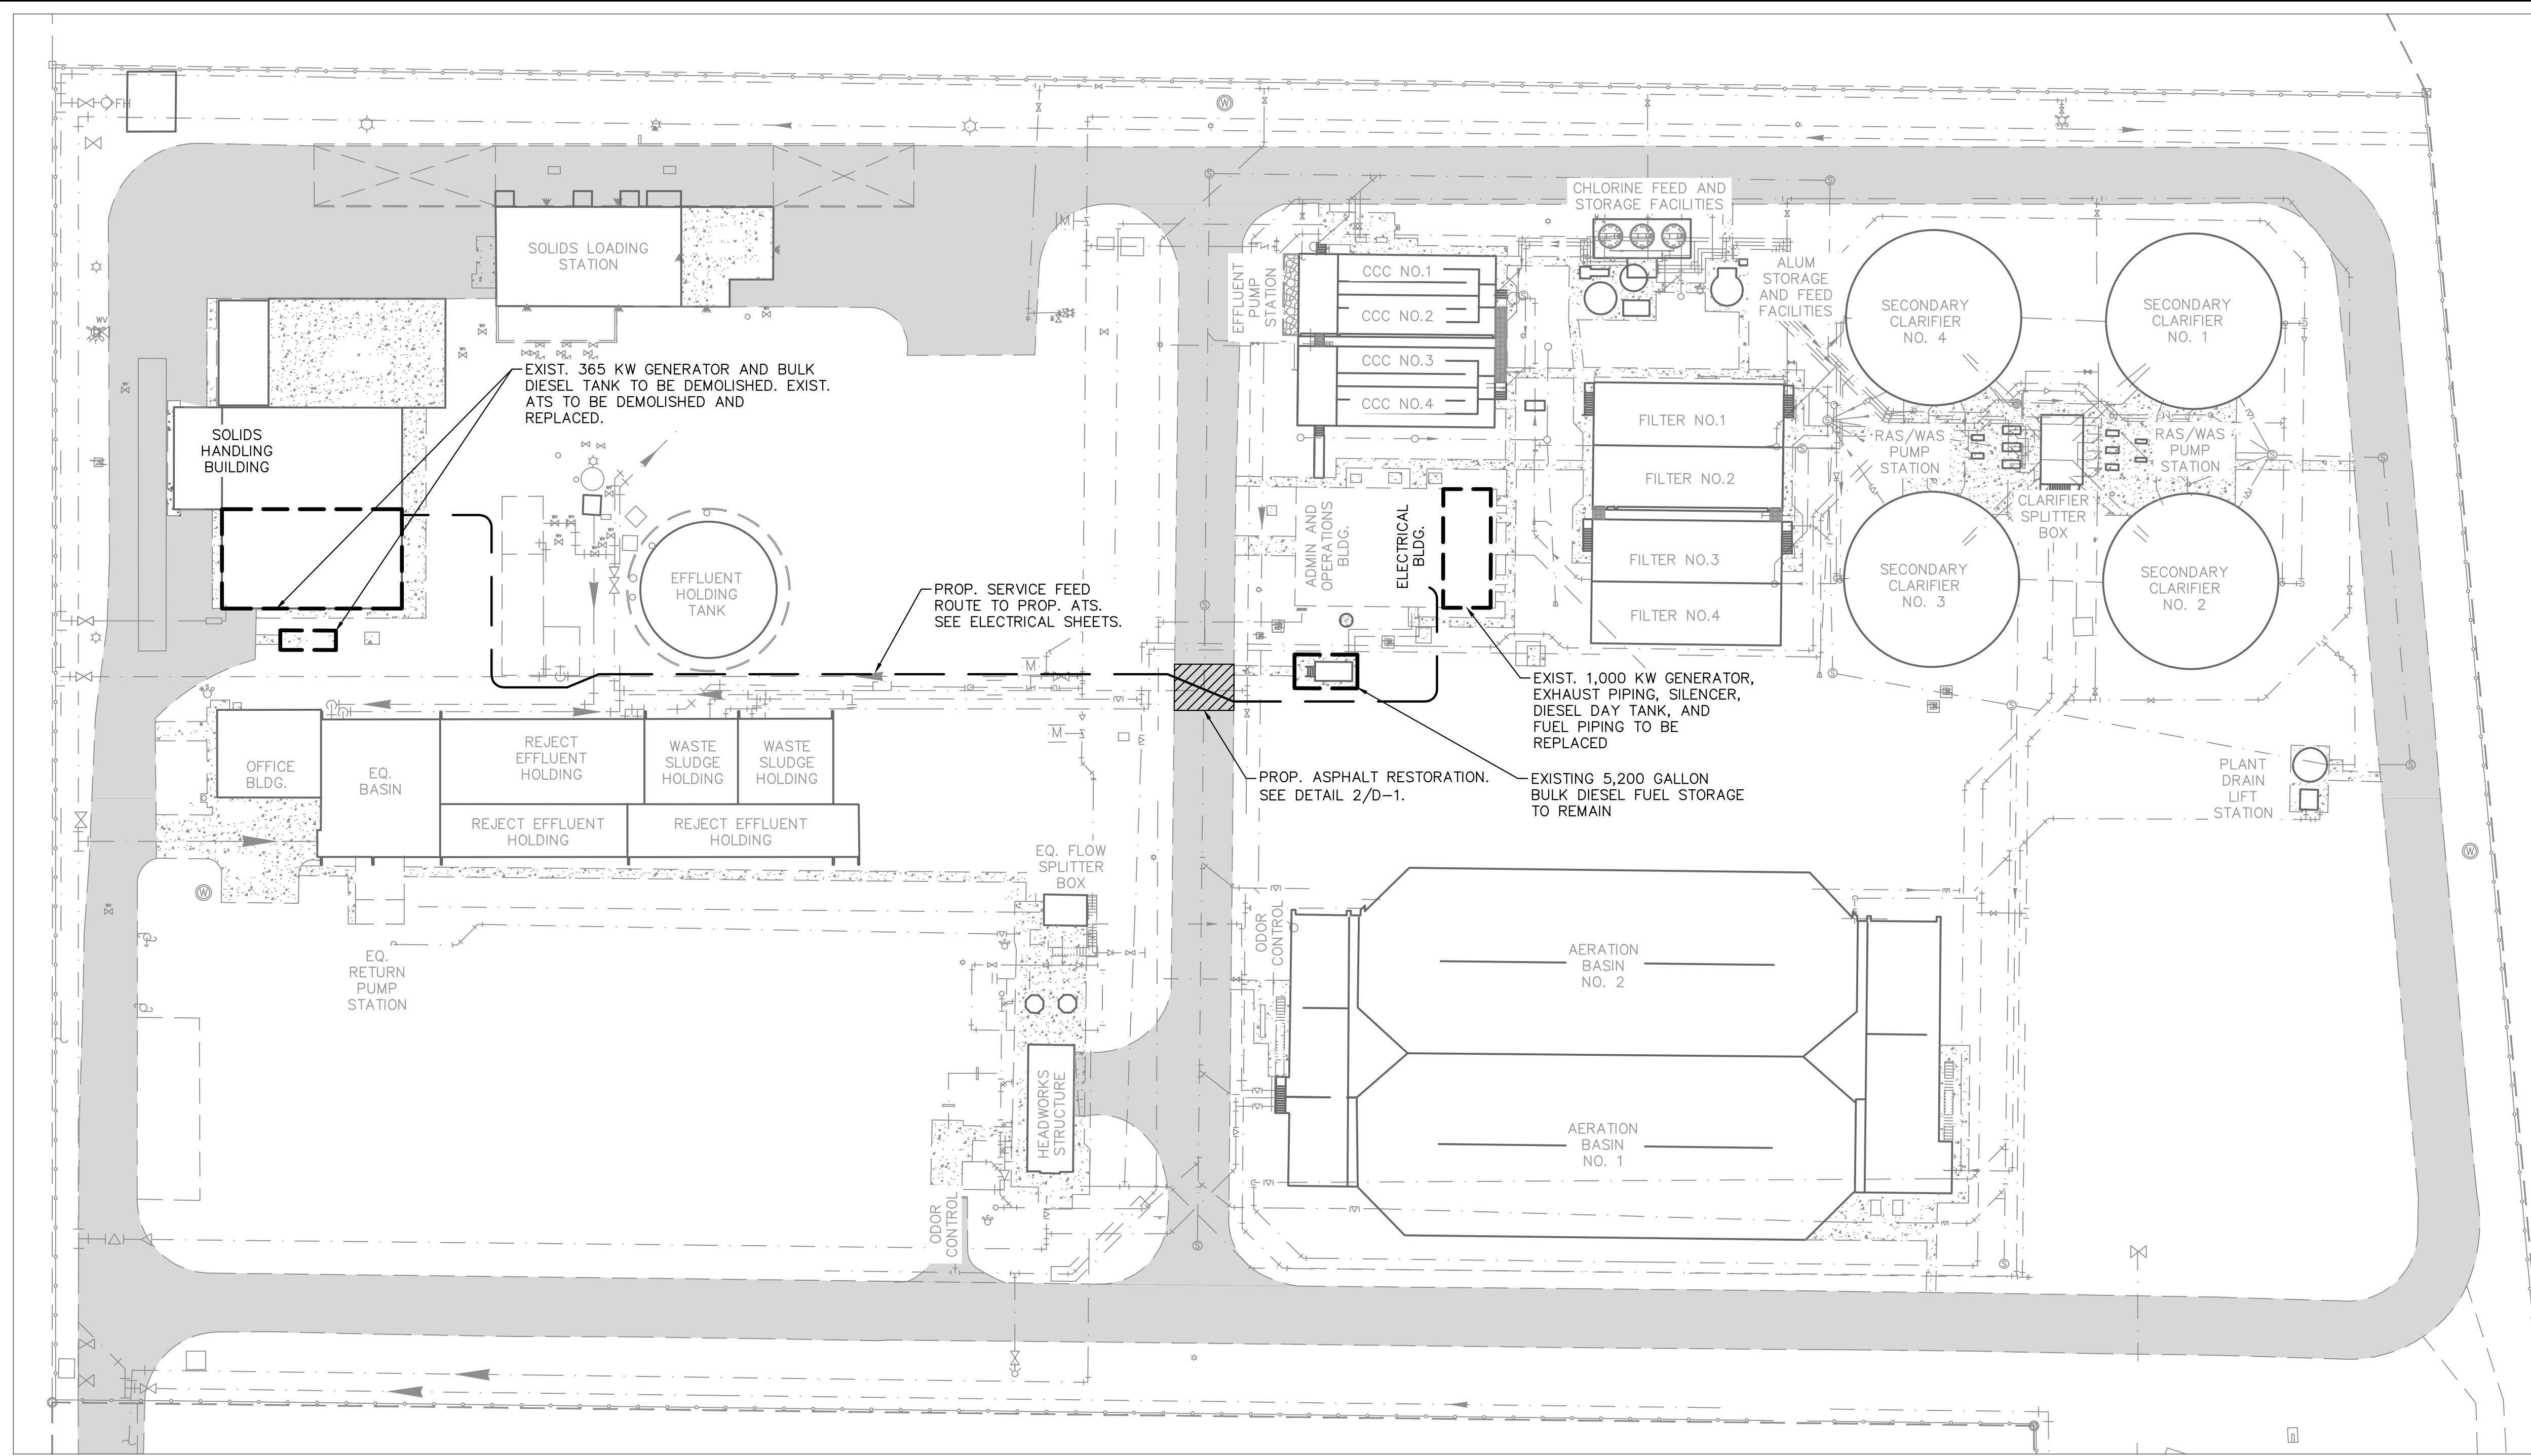 FH
CHLORINE FEED AND
STORAGE FACILITIES
SOLIDS LOADING
STATION
EFFLUENT
PUMP
STATION
CCC NO.1
CCC NO.2
CCC NO.3
CCC NO.4
ALUM
STORAGE
AND FEED
FACILITIES
SECONDARY
CLARIFIER
NO. 4
SECONDARY
CLARIFIER
NO. 1
EXIST. 365 KW GENERATOR AND BULK
DIESEL TANK TO BE DEMOLISHED. EXIST.
ATS TO BE DEMOLISHED AND
REPLACED.
SOLIDS
HANDLING
BUILDING
FILTER NO.1
FILTER NO.2
FILTER NO.3
FILTER NO.4
RAS/WAS
PUMP
STATION
RAS/WAS
PUMP
STATION
CLARIFIER
SPLITTER
BOX
ADMIN AND
OPERATIONS
BLDG.
ELECTRICAL
BLDG.
EFFLUENT
HOLDING
TANK
PROP. SERVICE FEED
ROUTE TO PROP. ATS.
SEE ELECTRICAL SHEETS.
SECONDARY
CLARIFIER
NO. 3
SECONDARY
CLARIFIER
NO. 2
EXIST. 1,000 KW GENERATOR,
EXHAUST PIPING, SILENCER,
DIESEL DAY TANK, AND
FUEL PIPING TO BE
REPLACED
OFFICE
BLDG.
EQ.
BASIN
REJECT
EFFLUENT
HOLDING
WASTE
SLUDGE
HOLDING
WASTE
SLUDGE
HOLDING
REJECT EFFLUENT
HOLDING
REJECT EFFLUENT
HOLDING
PROP. ASPHALT RESTORATION.
SEE DETAIL 2/D-1.
EXISTING 5,200 GALLON
BULK DIESEL FUEL STORAGE
TO REMAIN
PLANT
DRAIN
LIFT
STATION
EQ. FLOW
SPLITTER
BOX
EQ.
RETURN
PUMP
STATION
ODOR
CONTROL
AERATION
BASIN
NO. 2
HEADWORKS
STRUCTURE
AERATION
BASIN
NO. 1
ODOR
CONTROL